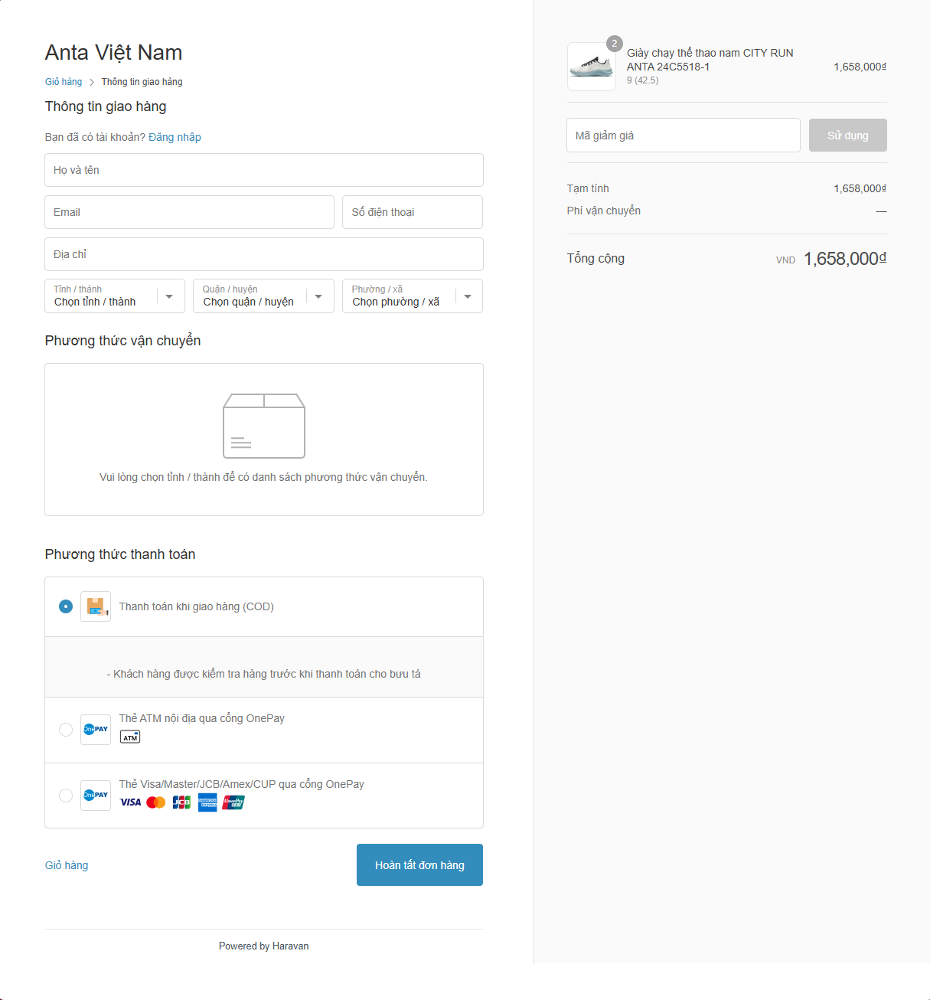 Anta Việt Nam
Giỏ hàng
Thông tin giao hàng
Thông tin giao hàng
Bạn đã có tài khoản? Đăng nhập
Họ và tên
Email
Số điện thoại
Địa chỉ
Tỉnh / thành
Chọn tỉnh / thành
Quận / huyện
Chọn quận / huyện
Phường / xã
Chọn phường / xã
Phương thức vận chuyển
Vui lòng chọn tỉnh / thành để có danh sách phương thức vận chuyển.
Phương thức thanh toán
Thanh toán khi giao hàng (COD)
- Khách hàng được kiểm tra hàng trước khi thanh toán cho bưu tá
OnePAY
Thẻ ATM nội địa qua cổng OnePay
ATM
OnePAY
Thẻ Visa/Master/JCB/Amex/CUP qua cổng OnePay
VISA
JCB
AMERICAN EXPRESS
UnionPay
银联
Giỏ hàng
Hoàn tất đơn hàng
Powered by Haravan
2
Giày chạy thể thao nam CITY RUN
ANTA 24C5518-1
9 (42.5)
1,658,000₫
Mã giảm giá
Sử dụng
Tạm tính
1,658,000₫
Phí vận chuyển
—
Tổng cộng
VND 1,658,000₫